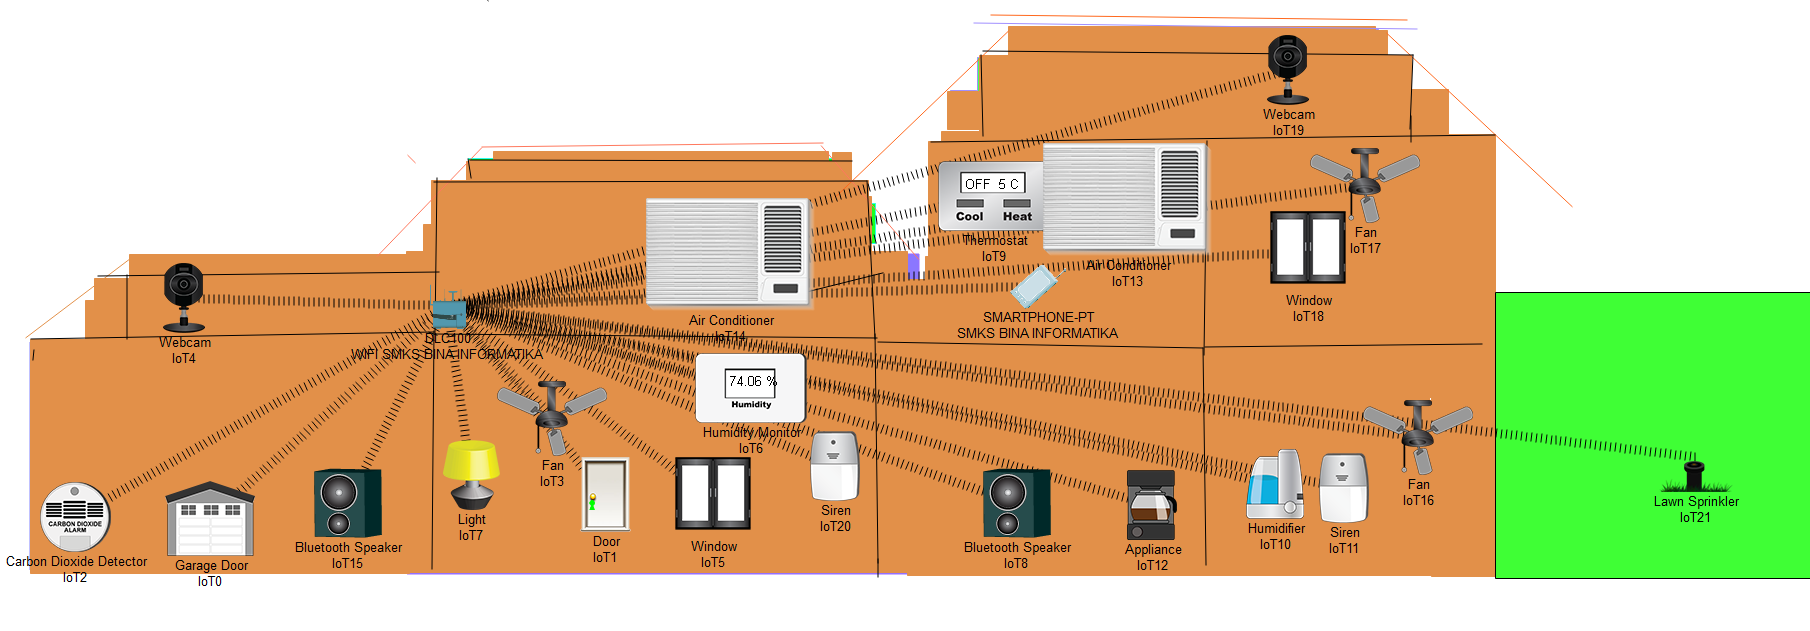 Webcam
IoT19
OFF 5 C
Cool Heat
Thermostat
IoT9
Air Conditioner
IoT13
Fan
IoT17
Window
IoT18
SMARTPHONE-PT
SMKS BINA INFORMATIKA
Air Conditioner
IoT14
Webcam
IoT4
DLC100
WIFI SMKS BINA INFORMATIKA
74.06 %
Humidity
Humidity Monitor
IoT6
Fan
IoT3
CARBON DIOXIDE
ALARM
Carbon Dioxide Detector
IoT2
Garage Door
IoT0
Bluetooth Speaker
IoT15
Light
IoT7
Door
IoT1
Window
IoT5
Siren
IoT20
Bluetooth Speaker
IoT8
Appliance
IoT12
Humidifier
IoT10
Siren
IoT11
Fan
IoT16
Lawn Sprinkler
IoT21